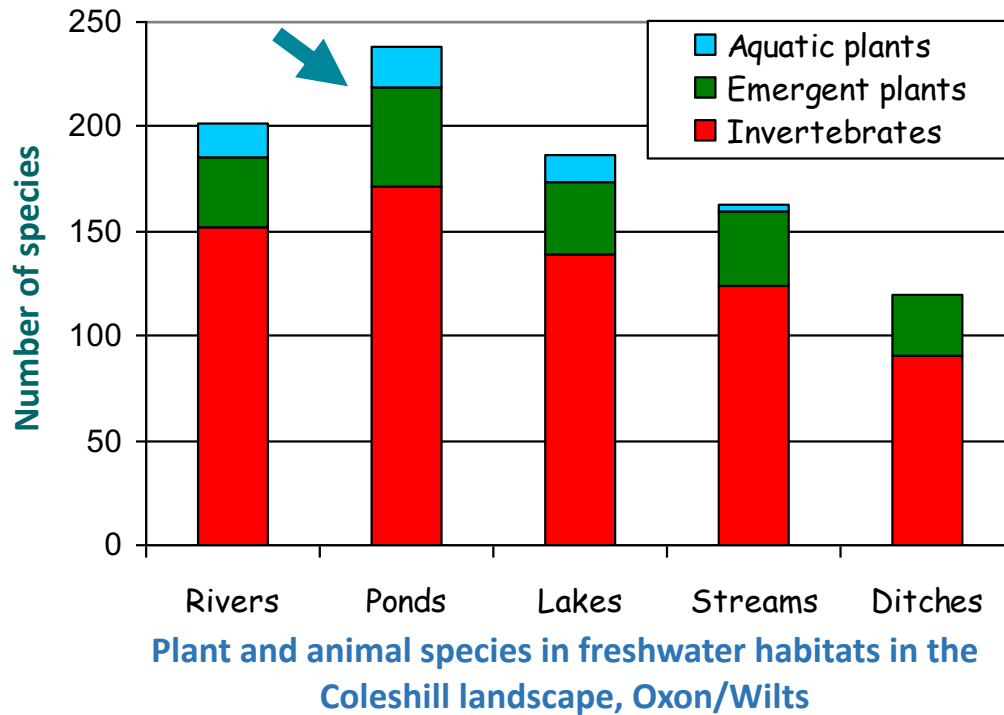 250
200
150
100
50
0
Number of species
Aquatic plants
Emergent plants
Invertebrates
Rivers Ponds Lakes Streams Ditches
Plant and animal species in freshwater habitats in the
Coleshill landscape, Oxon/Wilts